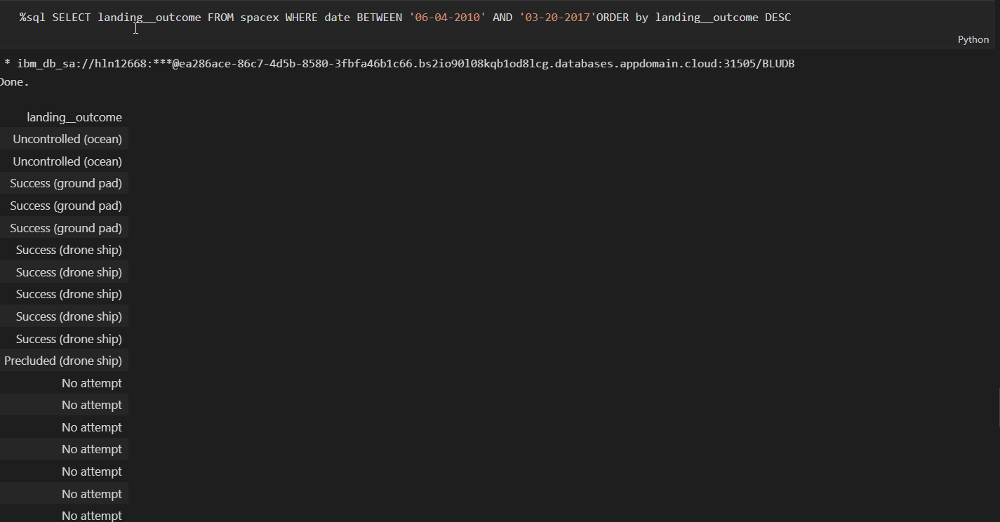 %sql SELECT landing__outcome FROM spacex WHERE date BETWEEN '06-04-2010' AND '03-20-2017'ORDER by landing__outcome DESC
Python
* ibm_db_sa://hln12668:***@ea286ace-86c7-4d5b-8580-3fbfa46b1c66.bs2io90l08kqb1od8lcg.databases.appdomain.cloud:31505/BLUDB
Done.
landing__outcome
Uncontrolled (ocean)
Uncontrolled (ocean)
Success (ground pad)
Success (ground pad)
Success (ground pad)
Success (drone ship)
Success (drone ship)
Success (drone ship)
Success (drone ship)
Success (drone ship)
Precluded (drone ship)
No attempt
No attempt
No attempt
No attempt
No attempt
No attempt
No attempt